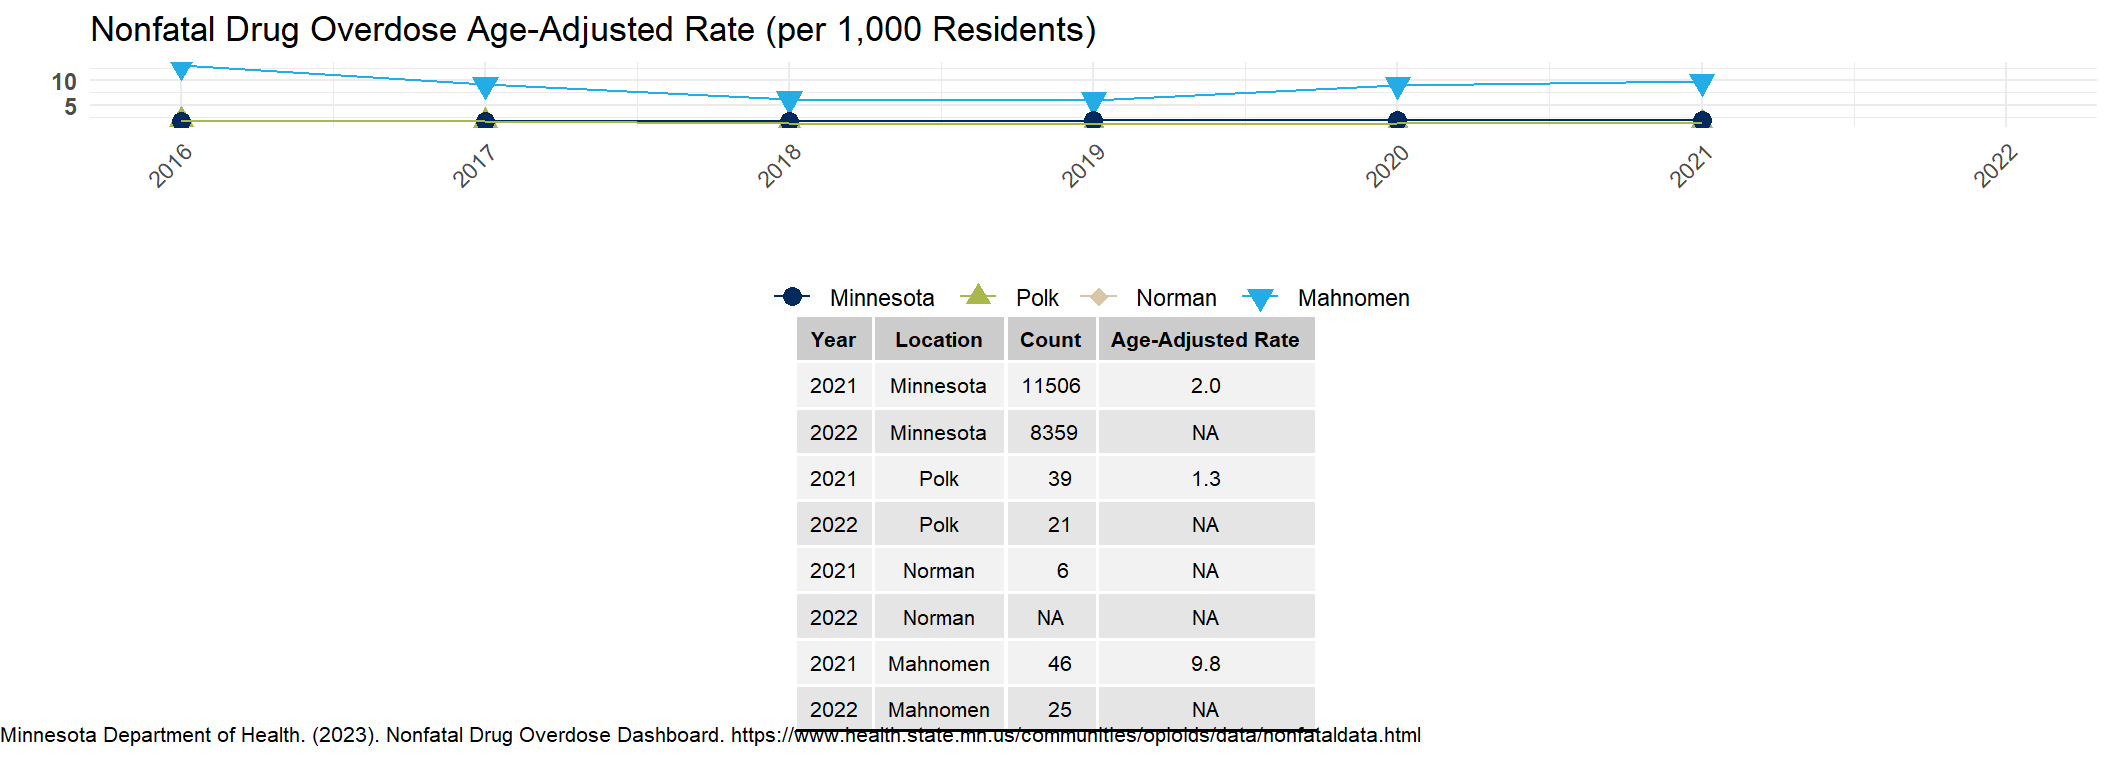 Nonfatal Drug Overdose Age-Adjusted Rate (per 1,000 Residents)
10
5
2016 2017 2018 2019 2020 2021 2022
Minnesota Polk Norman Mahnomen
Year Location Count Age-Adjusted Rate
2021 Minnesota 11506 2.0
2022 Minnesota 8359 NA
2021 Polk 39 1.3
2022 Polk 21 NA
2021 Norman 6 NA
2022 Norman NA NA
2021 Mahnomen 46 9.8
2022 Mahnomen 25 NA
Minnesota Department of Health. (2023). Nonfatal Drug Overdose Dashboard. https://www.health.state.mn.us/communities/opioids/data/nonfataldata.html